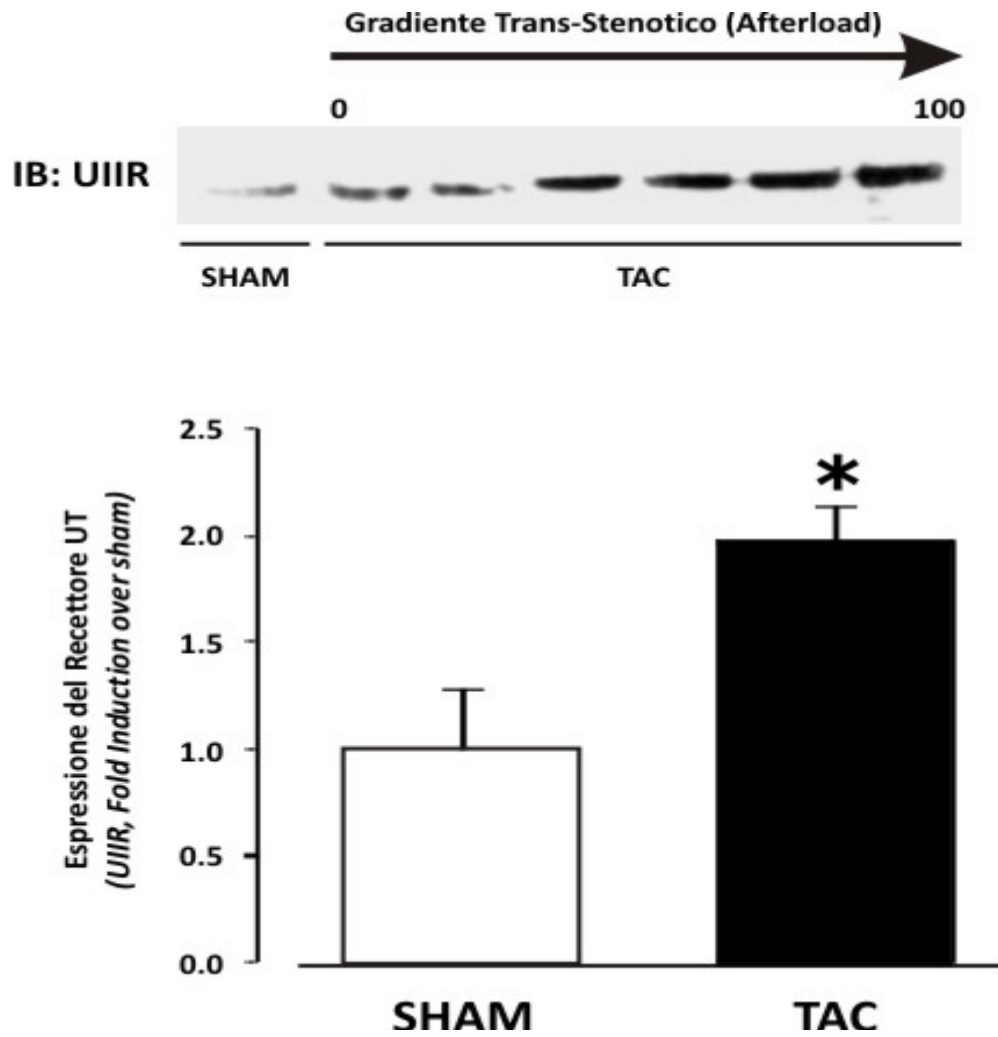 Gradiente Trans-Stenotico (Afterload)
0 100
IB: UIIR
SHAM TAC
2.5
2.0
1.5
1.0
0.5
0.0
Espressione del Recettore UT
(UIIR, Fold Induction over sham)
*
SHAM TAC